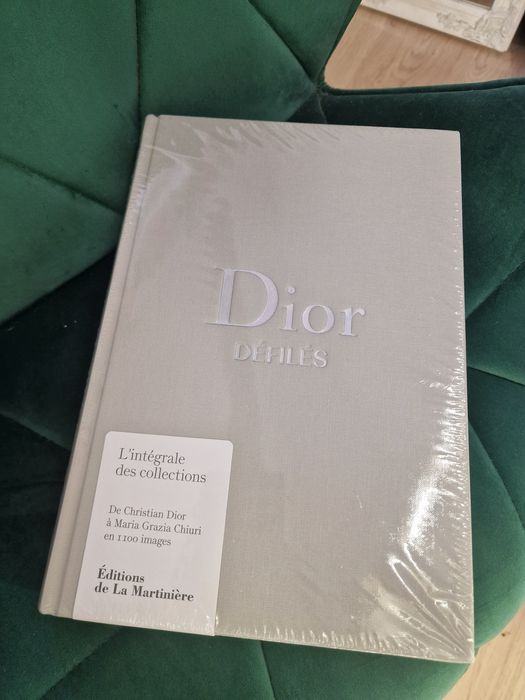 Dior
DÉFILÉS
L'intégrale
des collections
De Christian Dior
à Maria Grazia Chiuri
en 1100 images
Éditions
de La Martinière